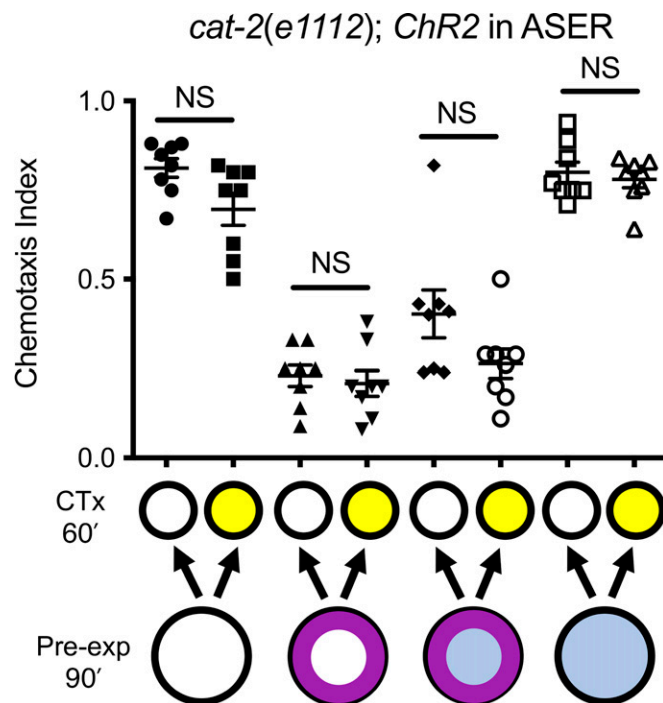 cat-2(e1112); ChR2 in ASER
NS
NS
NS
NS
1.0
0.5
0.0
Chemotaxis Index
CTx
60′
Pre-exp
90′